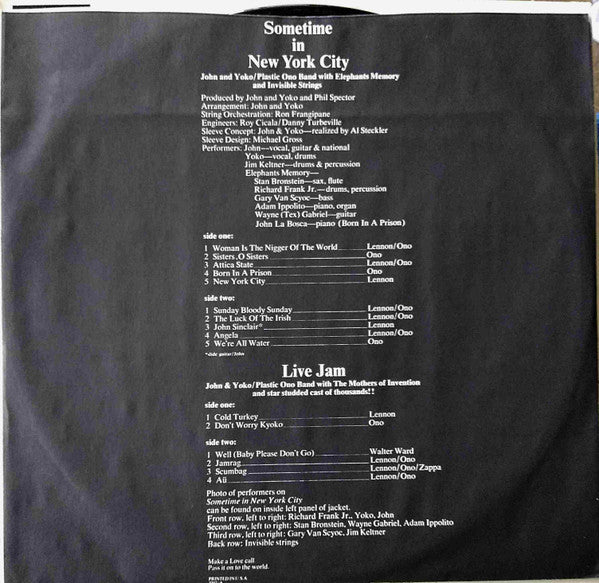 Sometime
in
New York City
John and Yoko/Plastic Ono Band with Elephants Memory
and Invisible Strings
Produced by John and Yoko and Phil Spector
Arrangement: John and Yoko
String Orchestration: Ron Frangipane
Engineers: Roy Cicala/Danny Turbeville
Sleeve Concept: John & Yoko—realized by Al Steckler
Sleeve Design: Michael Gross
Performers: John—vocal, guitar & national
Yoko—vocal, drums
Jim Keltner—drums & percussion
Elephants Memory—
Stan Bronstein—sax, flute
Richard Frank Jr.—drums, percussion
Gary Van Scyoc—bass
Adam Ippolito—piano, organ
Wayne (Tex) Gabriel—guitar
John La Bosca—piano (Born In A Prison)
side one:
1 Woman Is The Nigger Of The World Lennon/Ono
2 Sisters,O Sisters Ono
3 Attica State Lennon/Ono
4 Born In A Prison Ono
5 New York City Lennon
side two:
1 Sunday Bloody Sunday Lennon/Ono
2 The Luck Of The Irish Lennon/Ono
3 John Sinclair* Lennon
4 Angela Lennon/Ono
5 We're All Water Ono
*slide guitar/John
Live Jam
John & Yoko/Plastic Ono Band with The Mothers of Invention
and star studded cast of thousands!!
side one:
1 Cold Turkey Lennon
2 Don't Worry Kyoko Ono
side two:
1 Well (Baby Please Don't Go) Walter Ward
2 Jamrag Lennon/Ono
3 Scumbag Lennon/Ono/Zappa
4 Aü Lennon/Ono
Photo of performers on
Sometime in New York City
can be found on inside left panel of jacket.
Front row, left to right: Richard Frank Jr., Yoko, John
Second row, left to right: Stan Bronstein, Wayne Gabriel, Adam Ippolito
Third row, left to right: Gary Van Scyoc, Jim Keltner
Back row: Invisible strings
Make a Love call
Pass it on to the world.
PRINTED IN U.S.A.